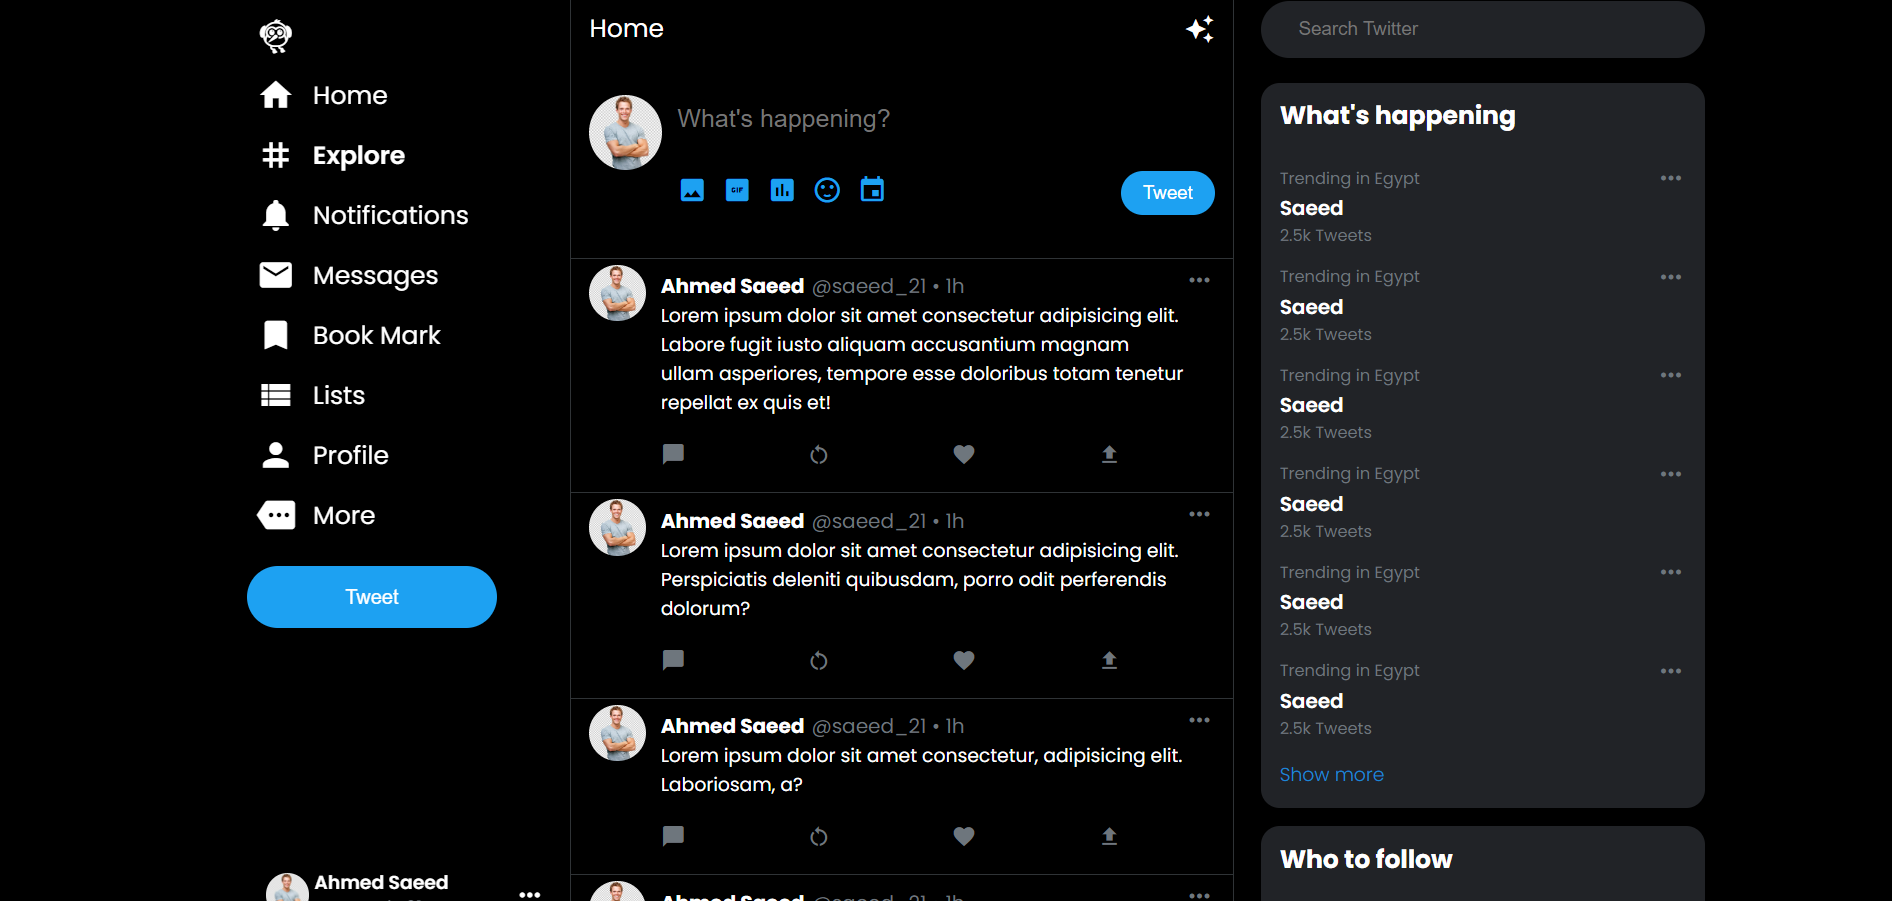 Home
Explore
Notifications
Messages
Book Mark
Lists
Profile
More
Tweet
Ahmed Saeed
Home
What's happening?
GIF
Tweet
Ahmed Saeed @saeed_21 • 1h
Lorem ipsum dolor sit amet consectetur adipisicing elit.
Labore fugit iusto aliquam accusantium magnam
ullam asperiores, tempore esse doloribus totam tenetur
repellat ex quis et!
Ahmed Saeed @saeed_21 • 1h
Lorem ipsum dolor sit amet consectetur adipisicing elit.
Perspiciatis deleniti quibusdam, porro odit perferendis
dolorum?
Ahmed Saeed @saeed_21 • 1h
Lorem ipsum dolor sit amet consectetur, adipisicing elit.
Laboriosam, a?
Ahmed Saeed @saeed_21 • 1h
Search Twitter
What's happening
Trending in Egypt
Saeed
2.5k Tweets
Trending in Egypt
Saeed
2.5k Tweets
Trending in Egypt
Saeed
2.5k Tweets
Trending in Egypt
Saeed
2.5k Tweets
Trending in Egypt
Saeed
2.5k Tweets
Trending in Egypt
Saeed
2.5k Tweets
Show more
Who to follow